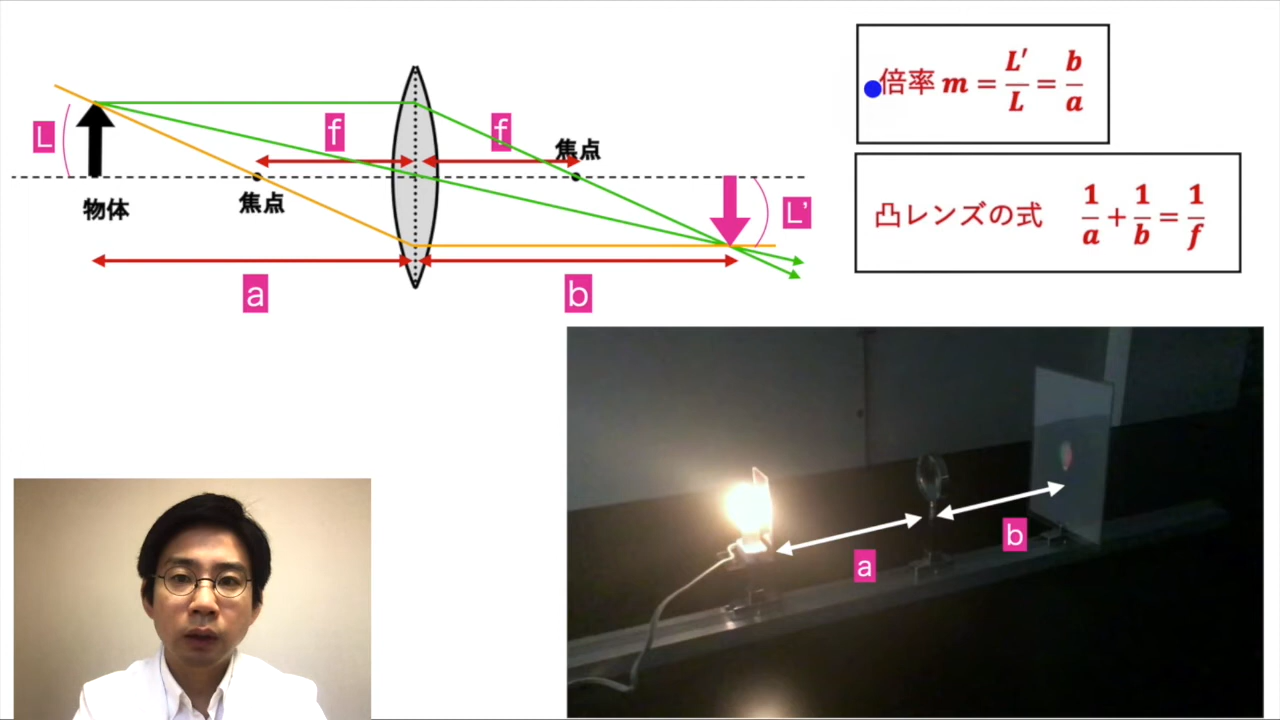 倍率 m = L'/L = b/a
f
f
焦点
L
物体
焦点
L’
凸レンズの式 1/a + 1/b = 1/f
a
b
a
b